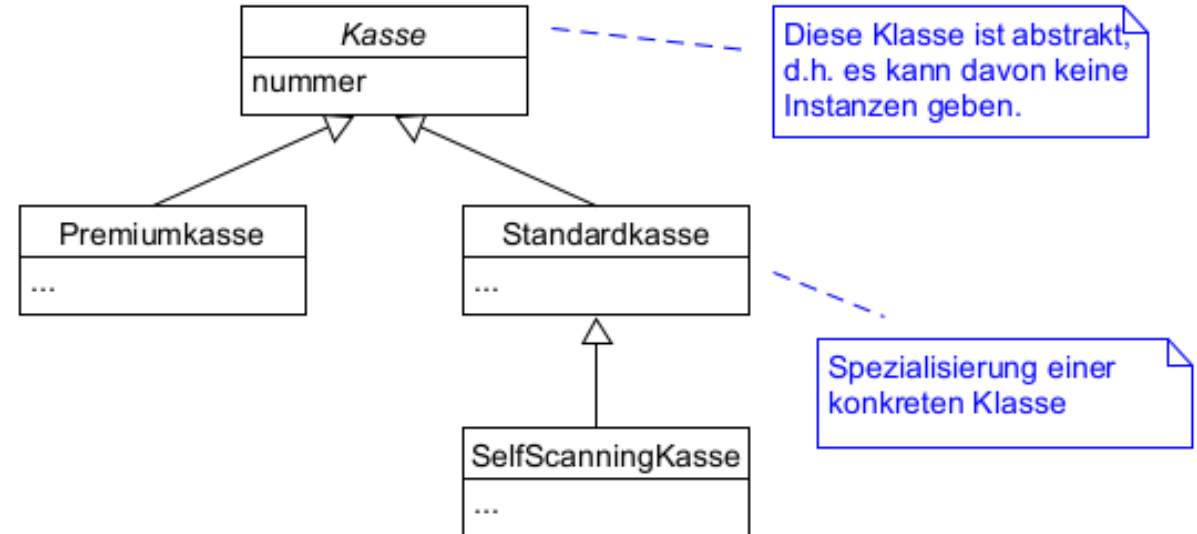 Kasse
nummer
Diese Klasse ist abstrakt,
d.h. es kann davon keine
Instanzen geben.
Premiumkasse
...
Standardkasse
...
Spezialisierung einer
konkreten Klasse
SelfScanningKasse
...